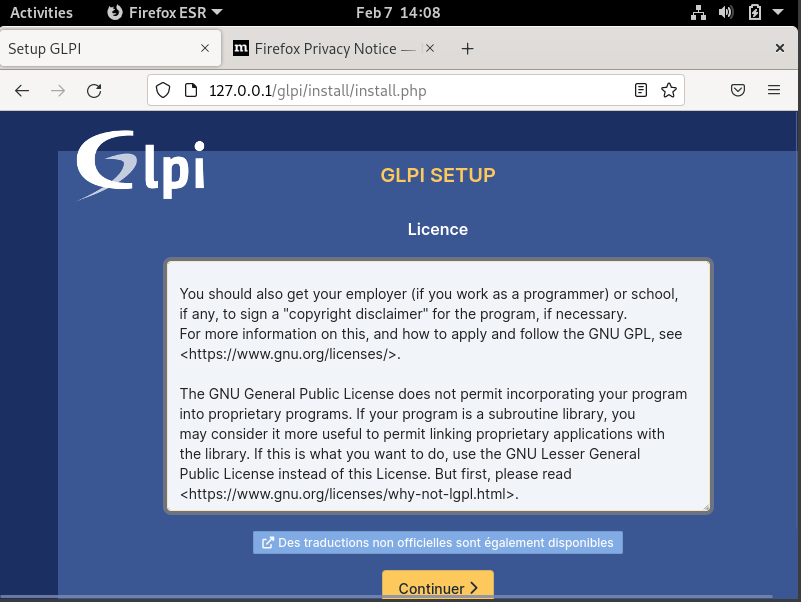 Activities
Firefox ESR
Feb 7 14:08
Setup GLPI
m Firefox Privacy Notice —
127.0.0.1/glpi/install/install.php
Glpi
GLPI SETUP
Licence
You should also get your employer (if you work as a programmer) or school,
if any, to sign a "copyright disclaimer" for the program, if necessary.
For more information on this, and how to apply and follow the GNU GPL, see
<https://www.gnu.org/licenses/>.
The GNU General Public License does not permit incorporating your program
into proprietary programs. If your program is a subroutine library, you
may consider it more useful to permit linking proprietary applications with
the library. If this is what you want to do, use the GNU Lesser General
Public License instead of this License. But first, please read
<https://www.gnu.org/licenses/why-not-lgpl.html>.
Des traductions non officielles sont également disponibles
Continuer